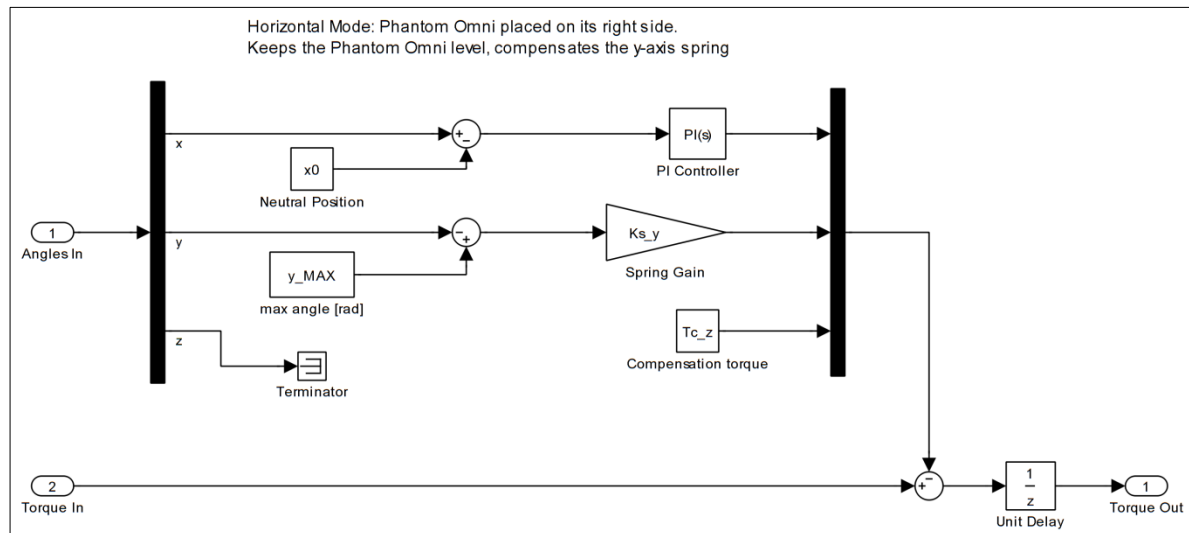 Horizontal Mode: Phantom Omni placed on its right side.
Keeps the Phantom Omni level, compensates the y-axis spring
x
+
−
PI(s)
PI Controller
x0
Neutral Position
1
Angles In
y
−
+
Ks_y
Spring Gain
y_MAX
max angle [rad]
z
Terminator
Tc_z
Compensation torque
2
Torque In
−
+
1
z
Unit Delay
1
Torque Out